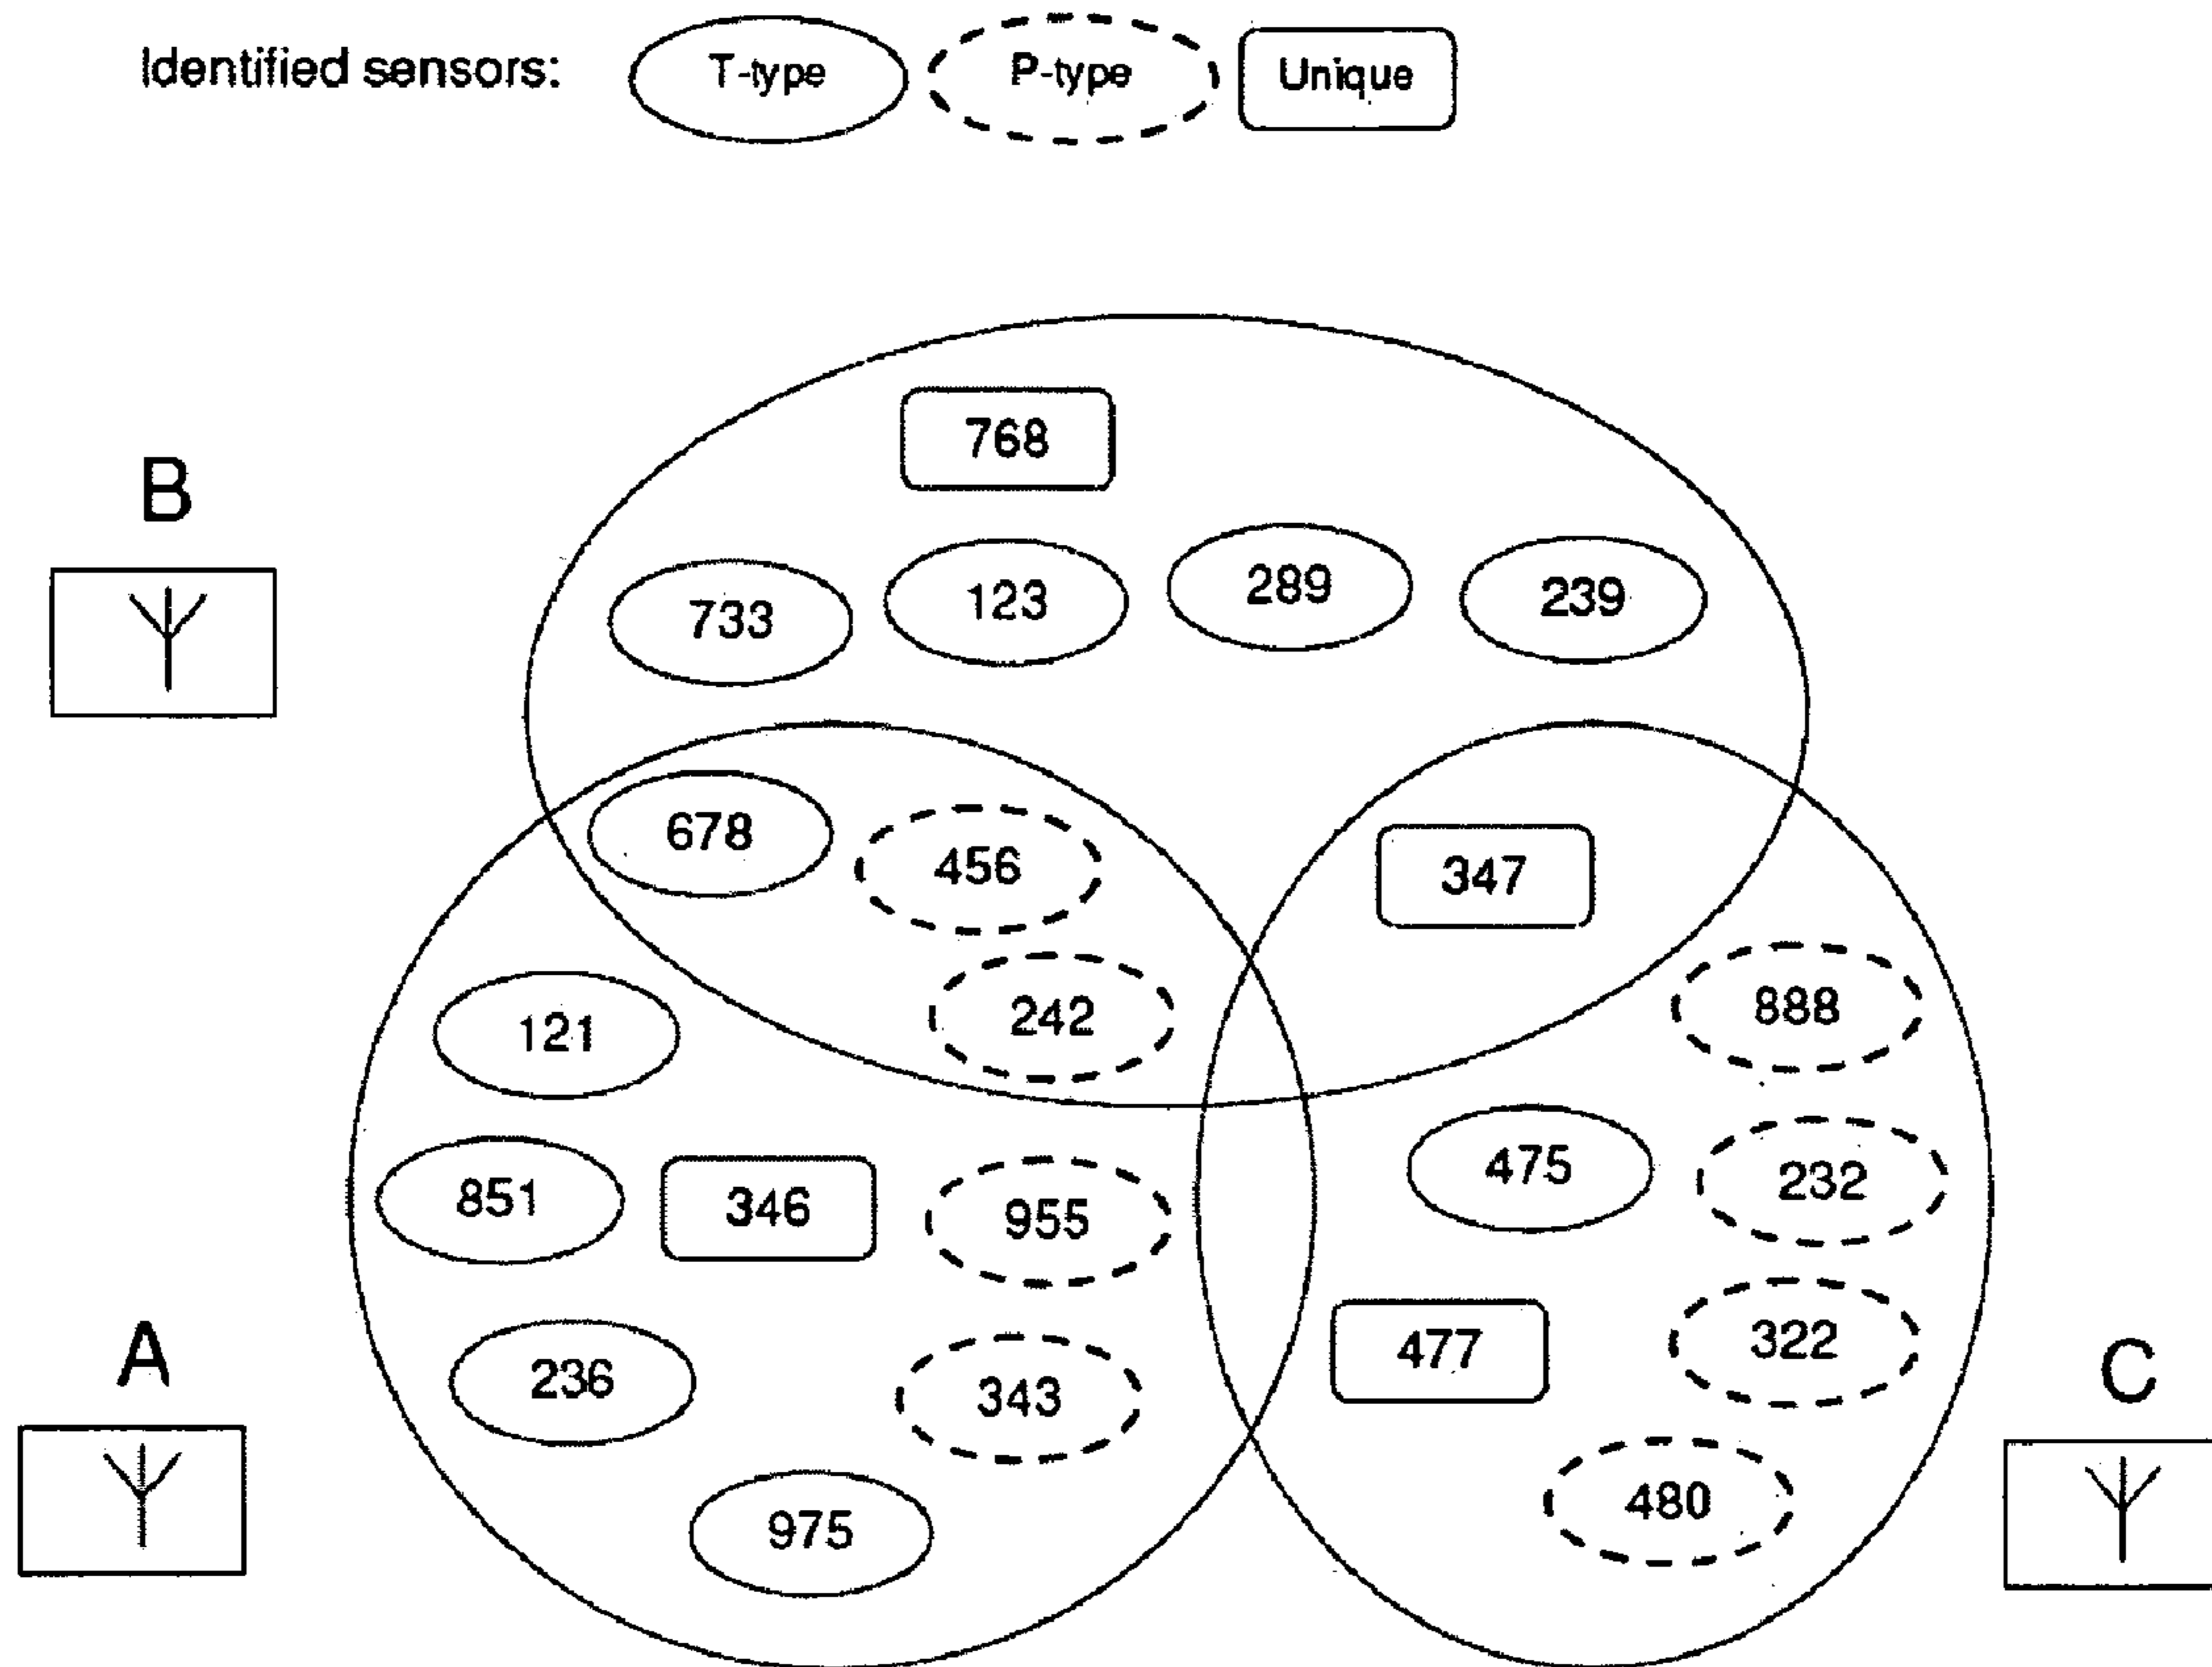 Identified sensors: T-type P-type Unique
768
B
733 123 289 239
678 456 347
242 888
121
475 232
851 346 955
477 322
A
236 343 C
480
975